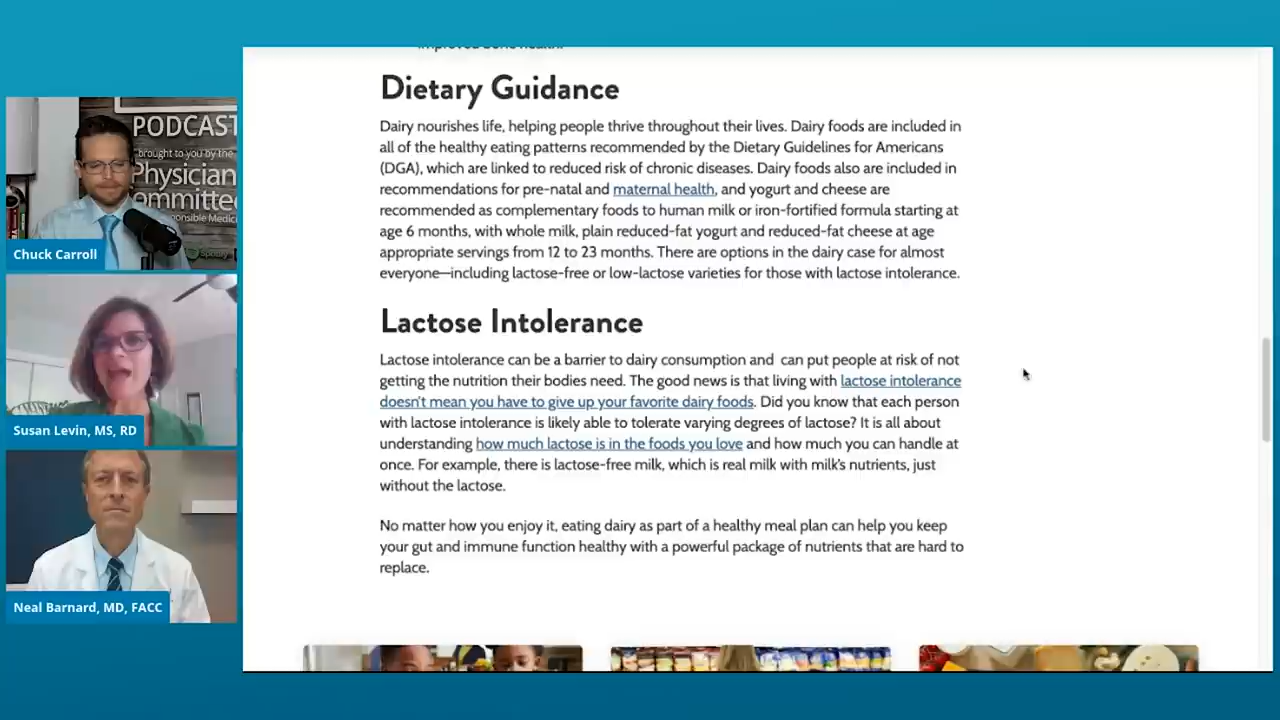 PODCAST
brought to you by the
Physician
ommittee
ponsible Medic
Chuck Carroll
Susan Levin, MS, RD
Neal Barnard, MD, FACC
improved bone health.
Dietary Guidance
Dairy nourishes life, helping people thrive throughout their lives. Dairy foods are included in
all of the healthy eating patterns recommended by the Dietary Guidelines for Americans
(DGA), which are linked to reduced risk of chronic diseases. Dairy foods also are included in
recommendations for pre-natal and maternal health, and yogurt and cheese are
recommended as complementary foods to human milk or iron-fortified formula starting at
age 6 months, with whole milk, plain reduced-fat yogurt and reduced-fat cheese at age
appropriate servings from 12 to 23 months. There are options in the dairy case for almost
everyone—including lactose-free or low-lactose varieties for those with lactose intolerance.
Lactose Intolerance
Lactose intolerance can be a barrier to dairy consumption and can put people at risk of not
getting the nutrition their bodies need. The good news is that living with lactose intolerance
doesn't mean you have to give up your favorite dairy foods. Did you know that each person
with lactose intolerance is likely able to tolerate varying degrees of lactose? It is all about
understanding how much lactose is in the foods you love and how much you can handle at
once. For example, there is lactose-free milk, which is real milk with milk's nutrients, just
without the lactose.
No matter how you enjoy it, eating dairy as part of a healthy meal plan can help you keep
your gut and immune function healthy with a powerful package of nutrients that are hard to
replace.